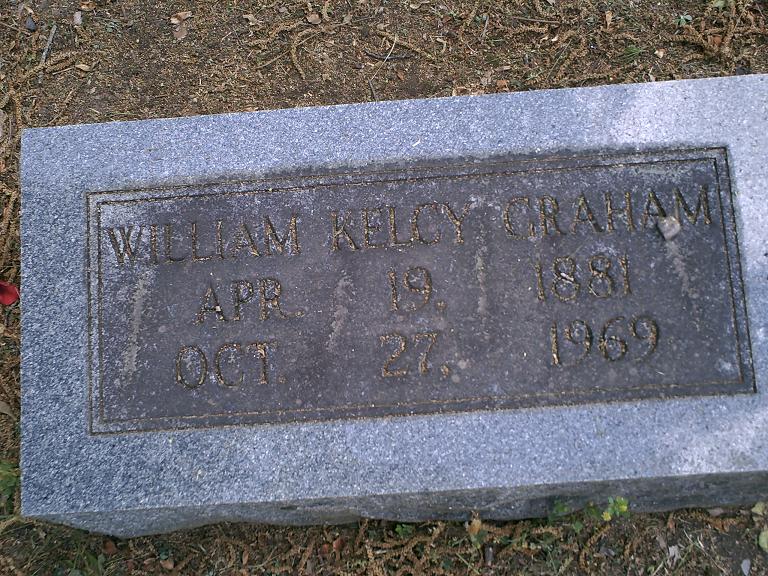 WILLIAM KELCY GRAHAM
APR. 19. 1881
OCT. 27, 1969